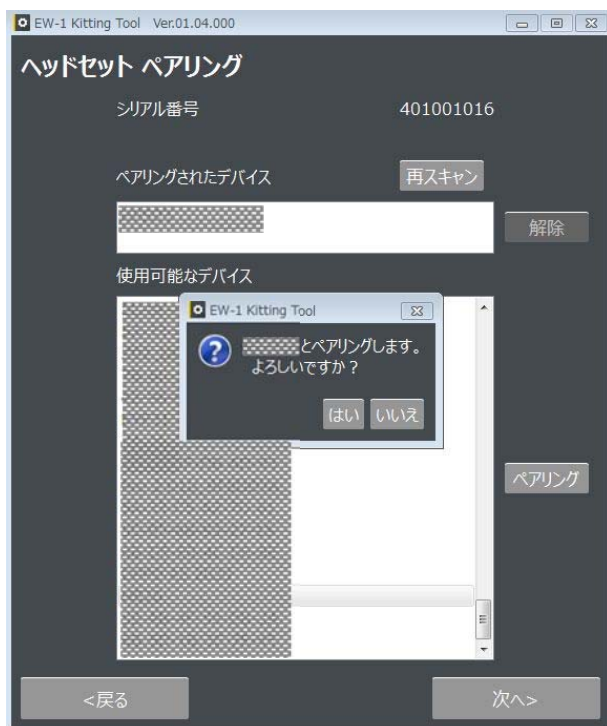 EW-1 Kitting Tool Ver.01.04.000
ヘッドセット ペアリング
シリアル番号 401001016
ペアリングされたデバイス 再スキャン
解除
使用可能なデバイス
EW-1 Kitting Tool
とペアリングします。
よろしいですか？
はい いいえ
ペアリング
<戻る 次へ>